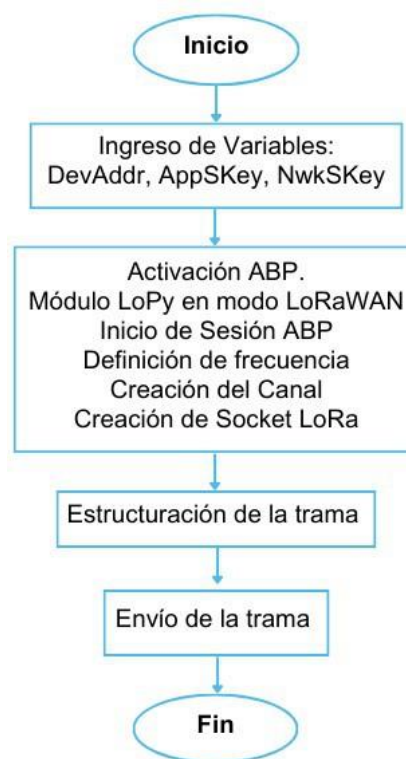 Inicio
Ingreso de Variables:
DevAddr, AppSKey, NwkSKey
Activación ABP.
Módulo LoPy en modo LoRaWAN
Inicio de Sesión ABP
Definición de frecuencia
Creación del Canal
Creación de Socket LoRa
Estructuración de la trama
Envío de la trama
Fin